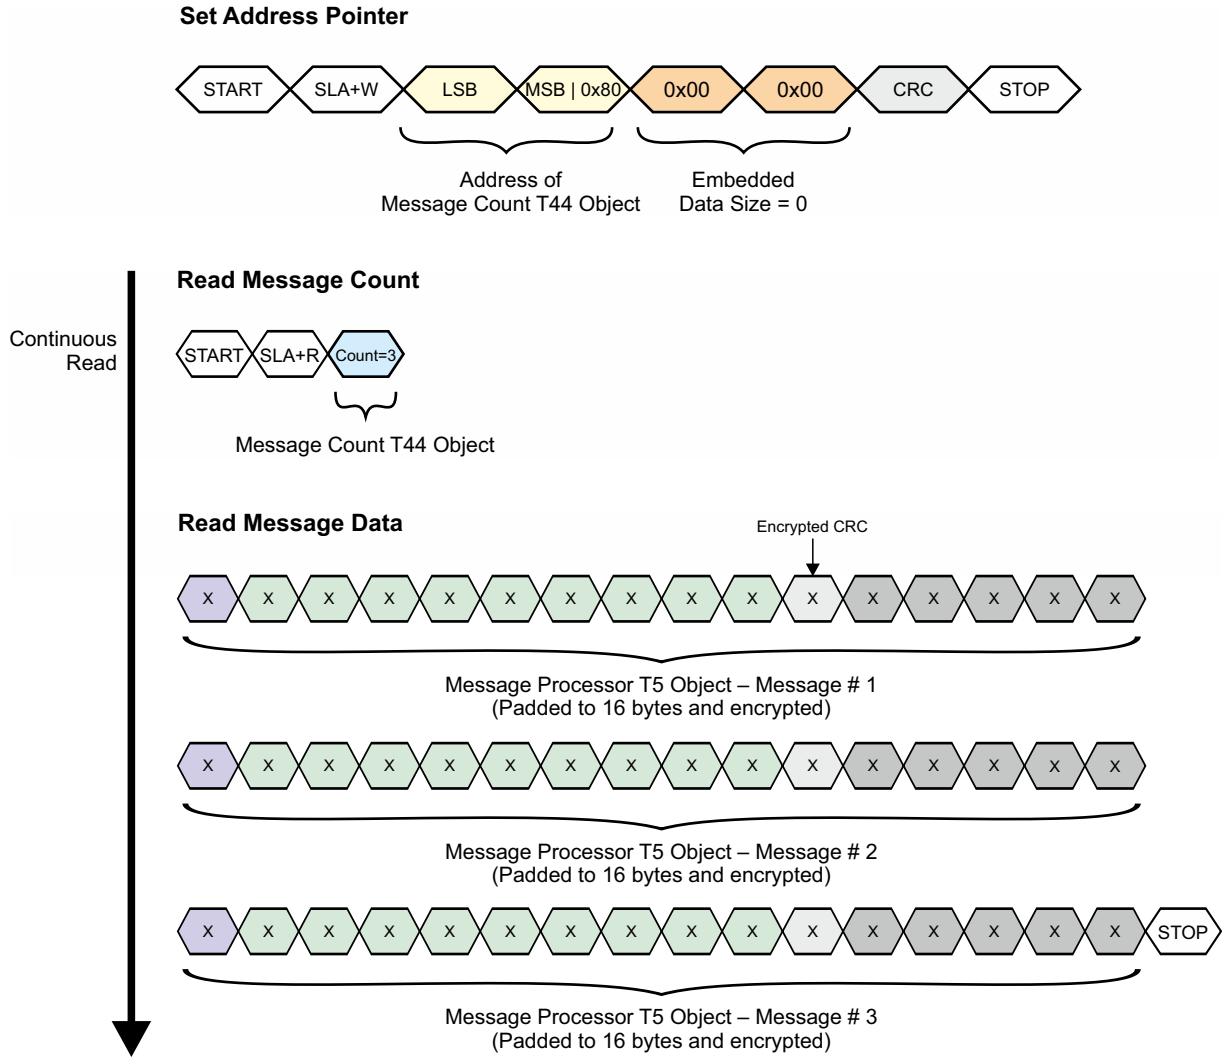 Set Address Pointer
START SLA+W LSB MSB | 0x80 0x00 0x00 CRC STOP
Address of
Message Count T44 Object
Embedded
Data Size = 0
Read Message Count
Continuous
Read
START SLA+R Count=3
Message Count T44 Object
Read Message Data
Encrypted CRC
X X X X X X X X X X X X X X X X
Message Processor T5 Object – Message # 1
(Padded to 16 bytes and encrypted)
X X X X X X X X X X X X X X X X
Message Processor T5 Object – Message # 2
(Padded to 16 bytes and encrypted)
X X X X X X X X X X X X X X X X STOP
Message Processor T5 Object – Message # 3
(Padded to 16 bytes and encrypted)